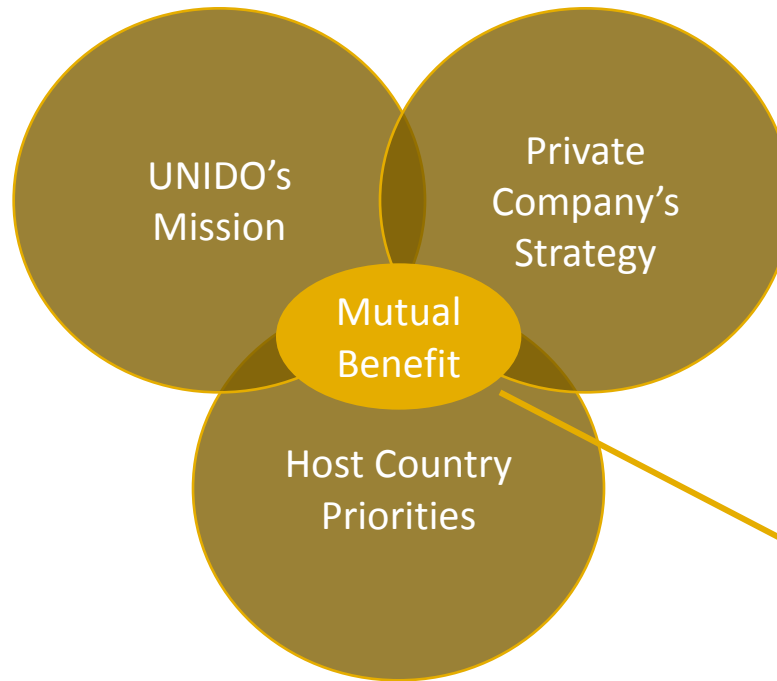 UNIDO’s
Mission
Private
Company’s
Strategy
Mutual
Benefit
Host Country
Priorities